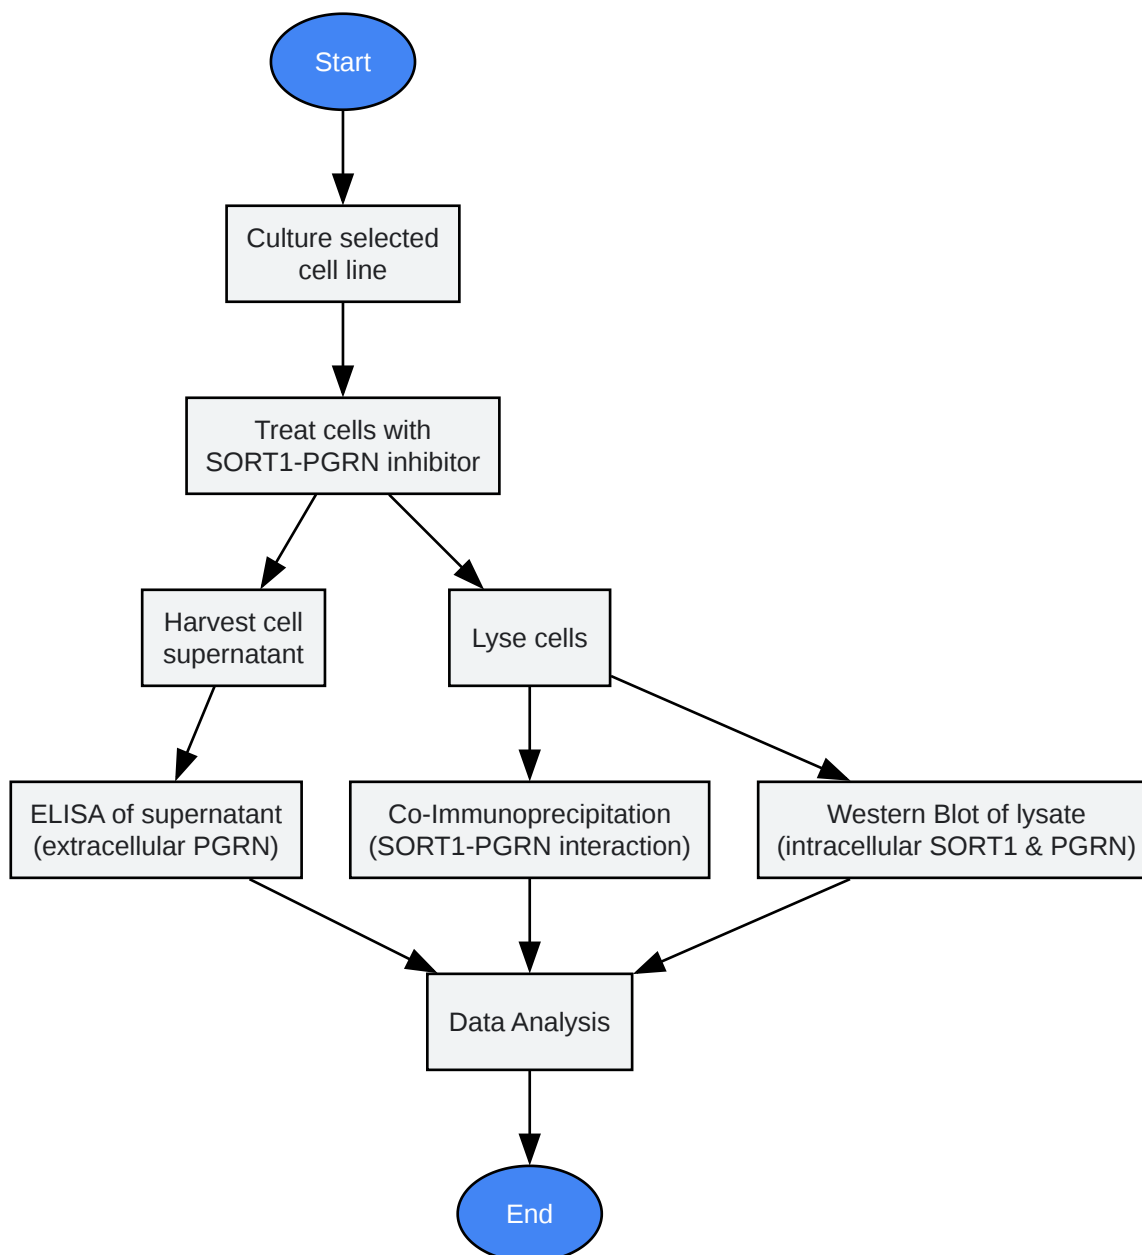 Start
Culture selected
cell line
Treat cells with
SORT1-PGRN inhibitor
Harvest cell
supernatant
Lyse cells
ELISA of supernatant
(extracellular PGRN)
Co-Immunoprecipitation
(SORT1-PGRN interaction)
Western Blot of lysate
(intracellular SORT1 & PGRN)
Data Analysis
End